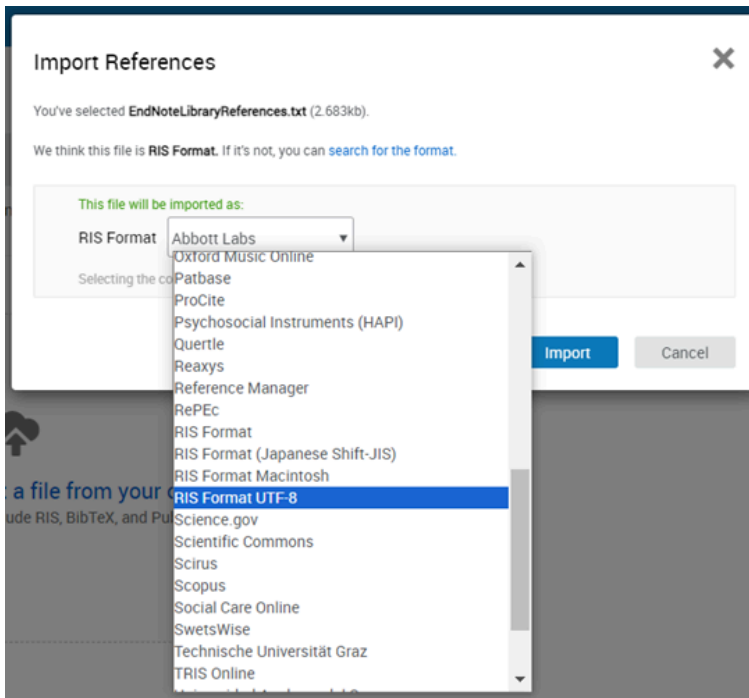 Import References
You've selected EndNoteLibraryReferences.txt (2.683kb).
We think this file is RIS Format. If it's not, you can search for the format.
This file will be imported as:
RIS Format Abbott Labs
Selecting the co
Oxford Music Online
Patbase
ProCite
Psychosocial Instruments (HAPI)
Quertle
Reaxys
Reference Manager
RePEc
RIS Format
RIS Format (Japanese Shift-JIS)
RIS Format Macintosh
RIS Format UTF-8
Science.gov
Scientific Commons
Scirus
Scopus
Social Care Online
SwetsWise
Technische Universität Graz
TRIS Online
Import Cancel
a file from your
ude RIS, BibTeX, and Pu